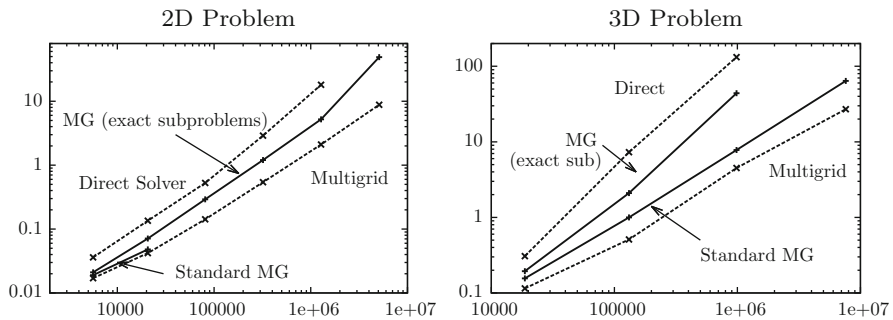 2D Problem
10
1
0.1
0.01
10000
100000
1e+06
1e+07
MG (exact subproblems)
Direct Solver
Multigrid
Standard MG
3D Problem
100
10
1
0.1
10000
100000
1e+06
1e+07
Direct
MG
(exact sub)
Multigrid
Standard MG